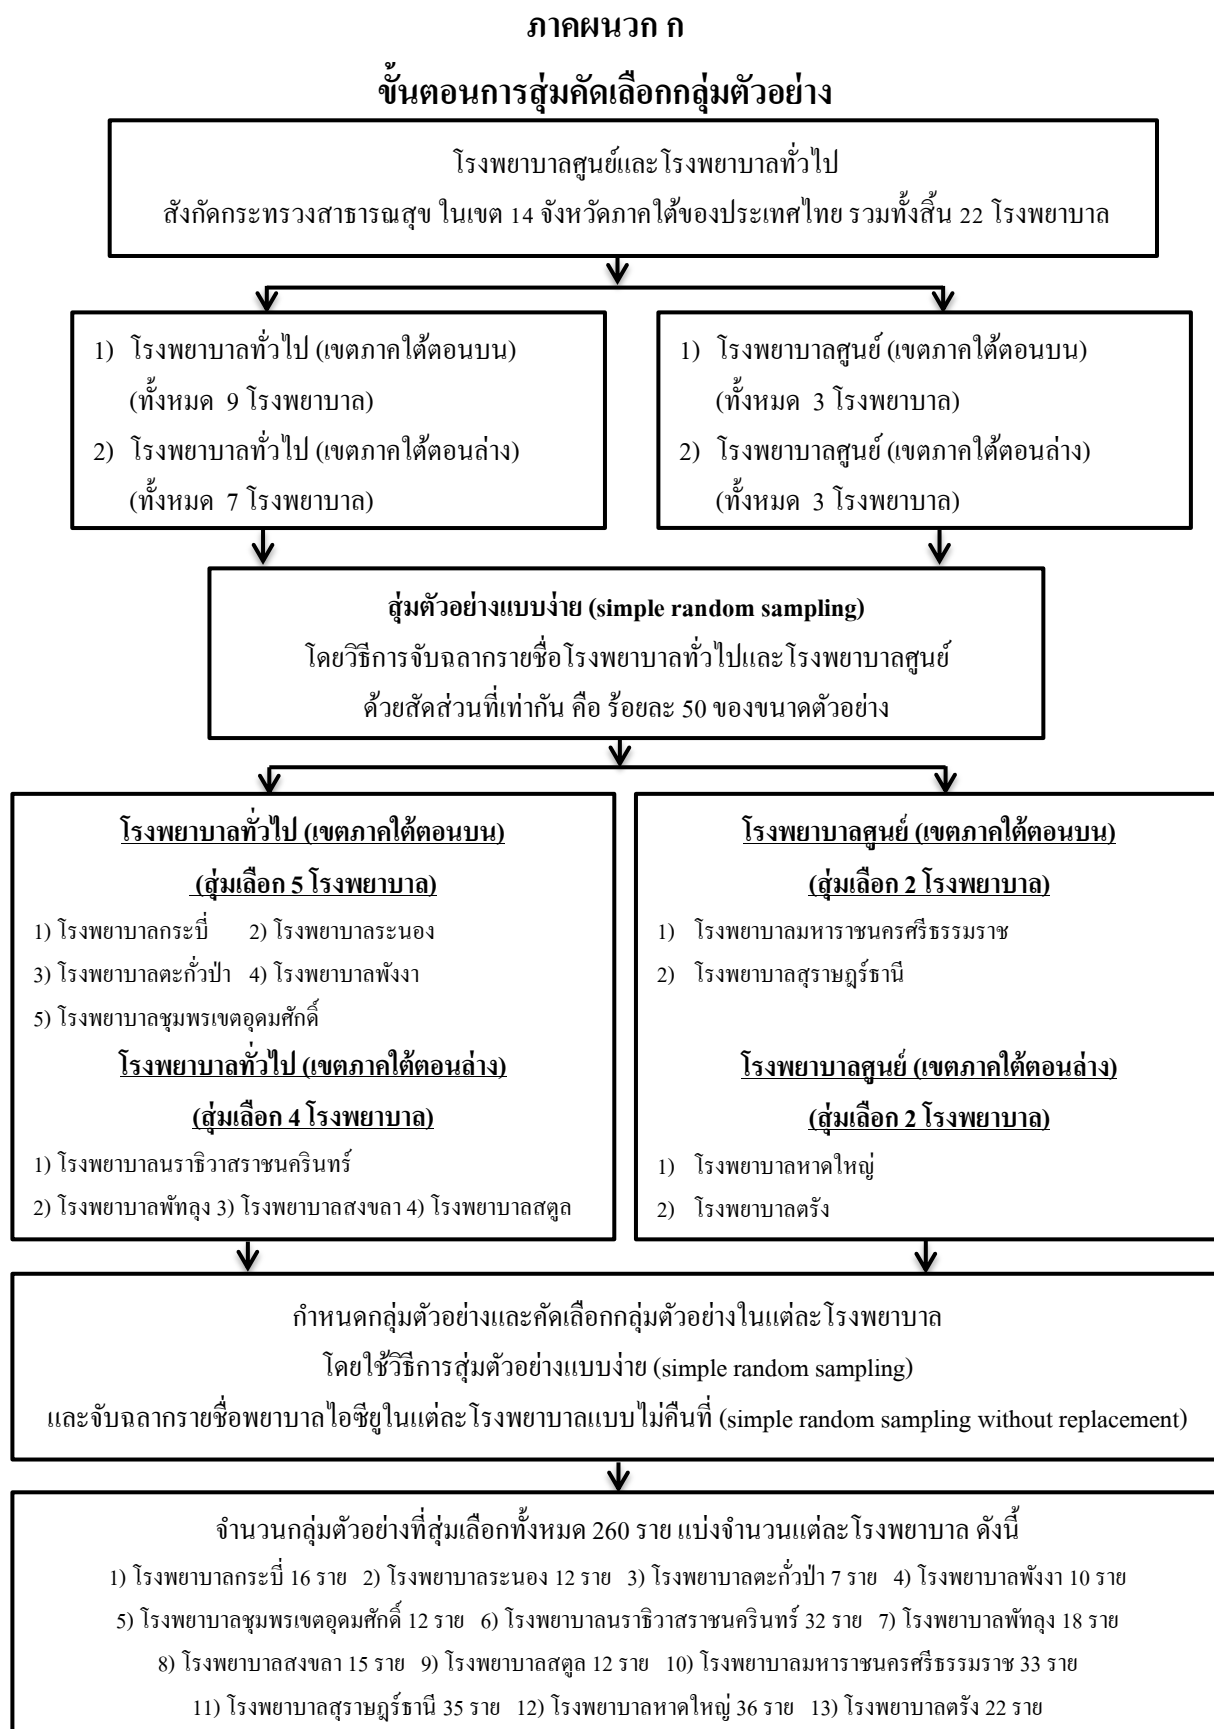 ภาคผนวก ก
ขั้นตอนการสุ่มคัดเลือกกลุ่มตัวอย่าง
โรงพยาบาลศูนย์และโรงพยาบาลทั่วไป
สังกัดกระทรวงสาธารณสุข ในเขต 14 จังหวัดภาคใต้ของประเทศไทย รวมทั้งสิ้น 22 โรงพยาบาล
1) โรงพยาบาลทั่วไป (เขตภาคใต้ตอนบน)
(ทั้งหมด 9 โรงพยาบาล)
2) โรงพยาบาลทั่วไป (เขตภาคใต้ตอนล่าง)
(ทั้งหมด 7 โรงพยาบาล)
1) โรงพยาบาลศูนย์ (เขตภาคใต้ตอนบน)
(ทั้งหมด 3 โรงพยาบาล)
2) โรงพยาบาลศูนย์ (เขตภาคใต้ตอนล่าง)
(ทั้งหมด 3 โรงพยาบาล)
สุ่มตัวอย่างแบบง่าย (simple random sampling)
โดยวิธีการจับฉลากรายชื่อโรงพยาบาลทั่วไปและโรงพยาบาลศูนย์
ด้วยสัดส่วนที่เท่ากัน คือ ร้อยละ 50 ของขนาดตัวอย่าง
โรงพยาบาลทั่วไป (เขตภาคใต้ตอนบน)
(สุ่มเลือก 5 โรงพยาบาล)
1) โรงพยาบาลกระบี่ 2) โรงพยาบาลระนอง
3) โรงพยาบาลตะกั่วป่า 4) โรงพยาบาลพังงา
5) โรงพยาบาลชุมพรเขตอุดมศักดิ์
โรงพยาบาลทั่วไป (เขตภาคใต้ตอนล่าง)
(สุ่มเลือก 4 โรงพยาบาล)
1) โรงพยาบาลนราธิวาสราชนครินทร์
2) โรงพยาบาลพัทลุง 3) โรงพยาบาลสงขลา 4) โรงพยาบาลสตูล
โรงพยาบาลศูนย์ (เขตภาคใต้ตอนบน)
(สุ่มเลือก 2 โรงพยาบาล)
1) โรงพยาบาลมหาราชนครศรีธรรมราช
2) โรงพยาบาลสุราษฎร์ธานี
โรงพยาบาลศูนย์ (เขตภาคใต้ตอนล่าง)
(สุ่มเลือก 2 โรงพยาบาล)
1) โรงพยาบาลหาดใหญ่
2) โรงพยาบาลตรัง
กำหนดกลุ่มตัวอย่างและคัดเลือกกลุ่มตัวอย่างในแต่ละโรงพยาบาล
โดยใช้วิธีการสุ่มตัวอย่างแบบง่าย (simple random sampling)
และจับฉลากรายชื่อพยาบาลไอซียูในแต่ละโรงพยาบาลแบบไม่คืนที่ (simple random sampling without replacement)
จำนวนกลุ่มตัวอย่างที่สุ่มเลือกทั้งหมด 260 ราย แบ่งจำนวนแต่ละโรงพยาบาล ดังนี้
1) โรงพยาบาลกระบี่ 16 ราย 2) โรงพยาบาลระนอง 12 ราย 3) โรงพยาบาลตะกั่วป่า 7 ราย 4) โรงพยาบาลพังงา 10 ราย
5) โรงพยาบาลชุมพรเขตอุดมศักดิ์ 12 ราย 6) โรงพยาบาลนราธิวาสราชนครินทร์ 32 ราย 7) โรงพยาบาลพัทลุง 18 ราย
8) โรงพยาบาลสงขลา 15 ราย 9) โรงพยาบาลสตูล 12 ราย 10) โรงพยาบาลมหาราชนครศรีธรรมราช 33 ราย
11) โรงพยาบาลสุราษฎร์ธานี 35 ราย 12) โรงพยาบาลหาดใหญ่ 36 ราย 13) โรงพยาบาลตรัง 22 ราย